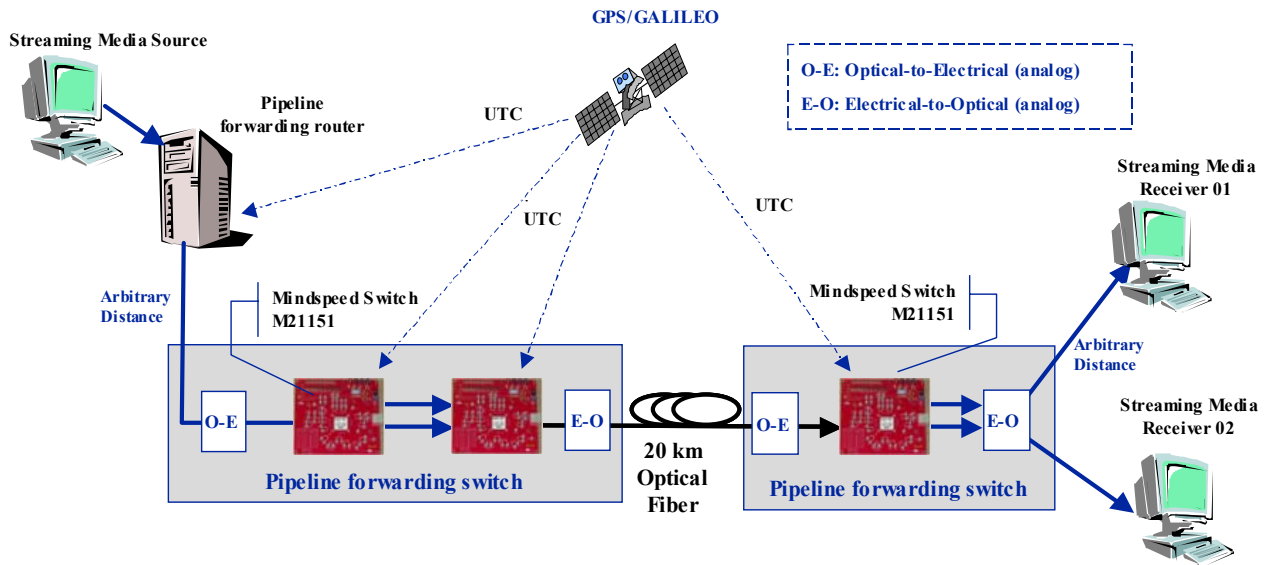 GPS/GALILEO
Streaming Media Source
O-E: Optical-to-Electrical (analog)
E-O: Electrical-to-Optical (analog)
Pipeline
forwarding router
UTC
Streaming Media
Receiver 01
UTC
UTC
Arbitrary
Distance
Mindspeed Switch
M21151
Mindspeed Switch
M21151
Arbitrary
Distance
O-E
E-O
O-E
E-O
Streaming Media
Receiver 02
20 km
Optical
Fiber
Pipeline forwarding switch
Pipeline forwarding switch